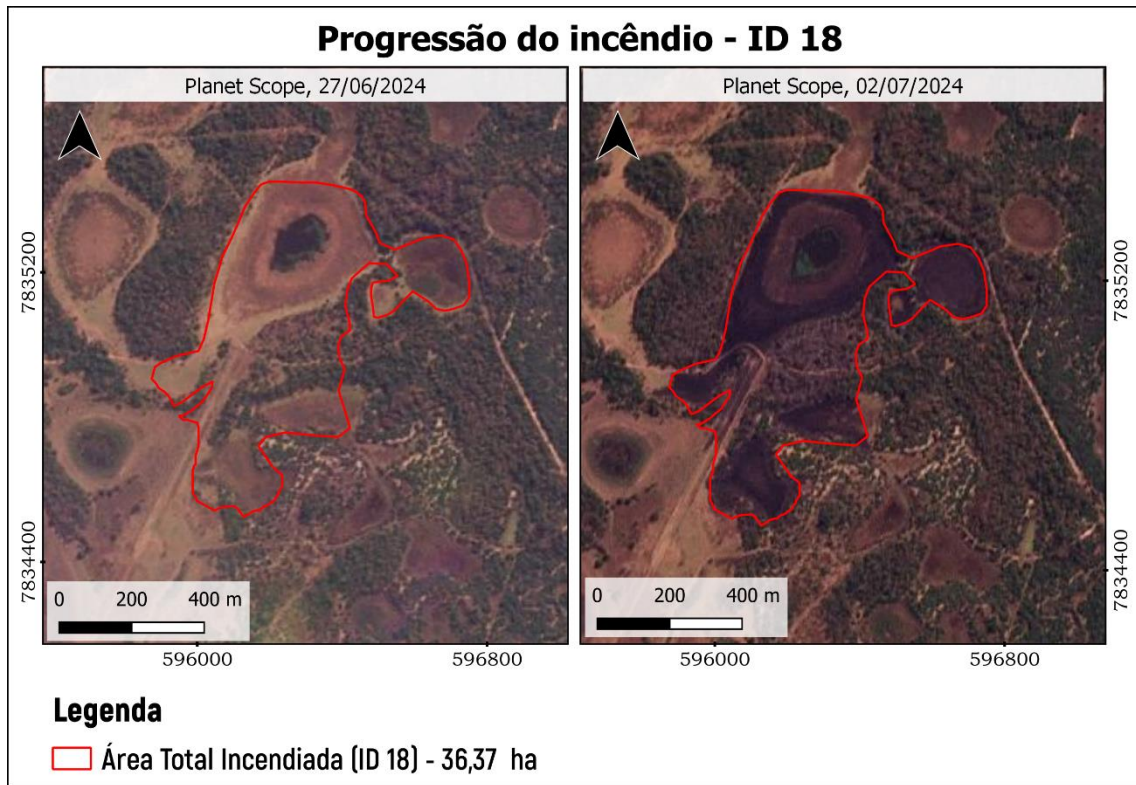 Progressão do incêndio - ID 18
Planet Scope, 27/06/2024
Planet Scope, 02/07/2024
7835200
7835200
7834400
7834400
0 200 400 m
0 200 400 m
596000 596800
596000 596800
Legenda
Área Total Incendiada (ID 18) - 36,37 ha